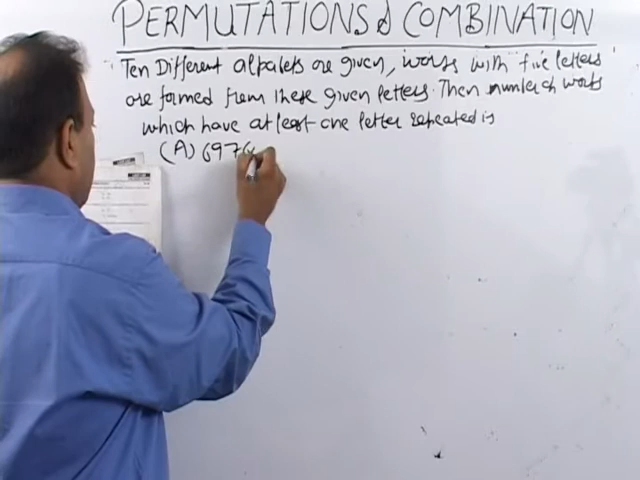 PERMUTATIONS & COMBINATION
Ten Different alpabets are given, words with five letters
are formed from these given letters. Then number of words
which have at least one letter repeated is
(A) 697